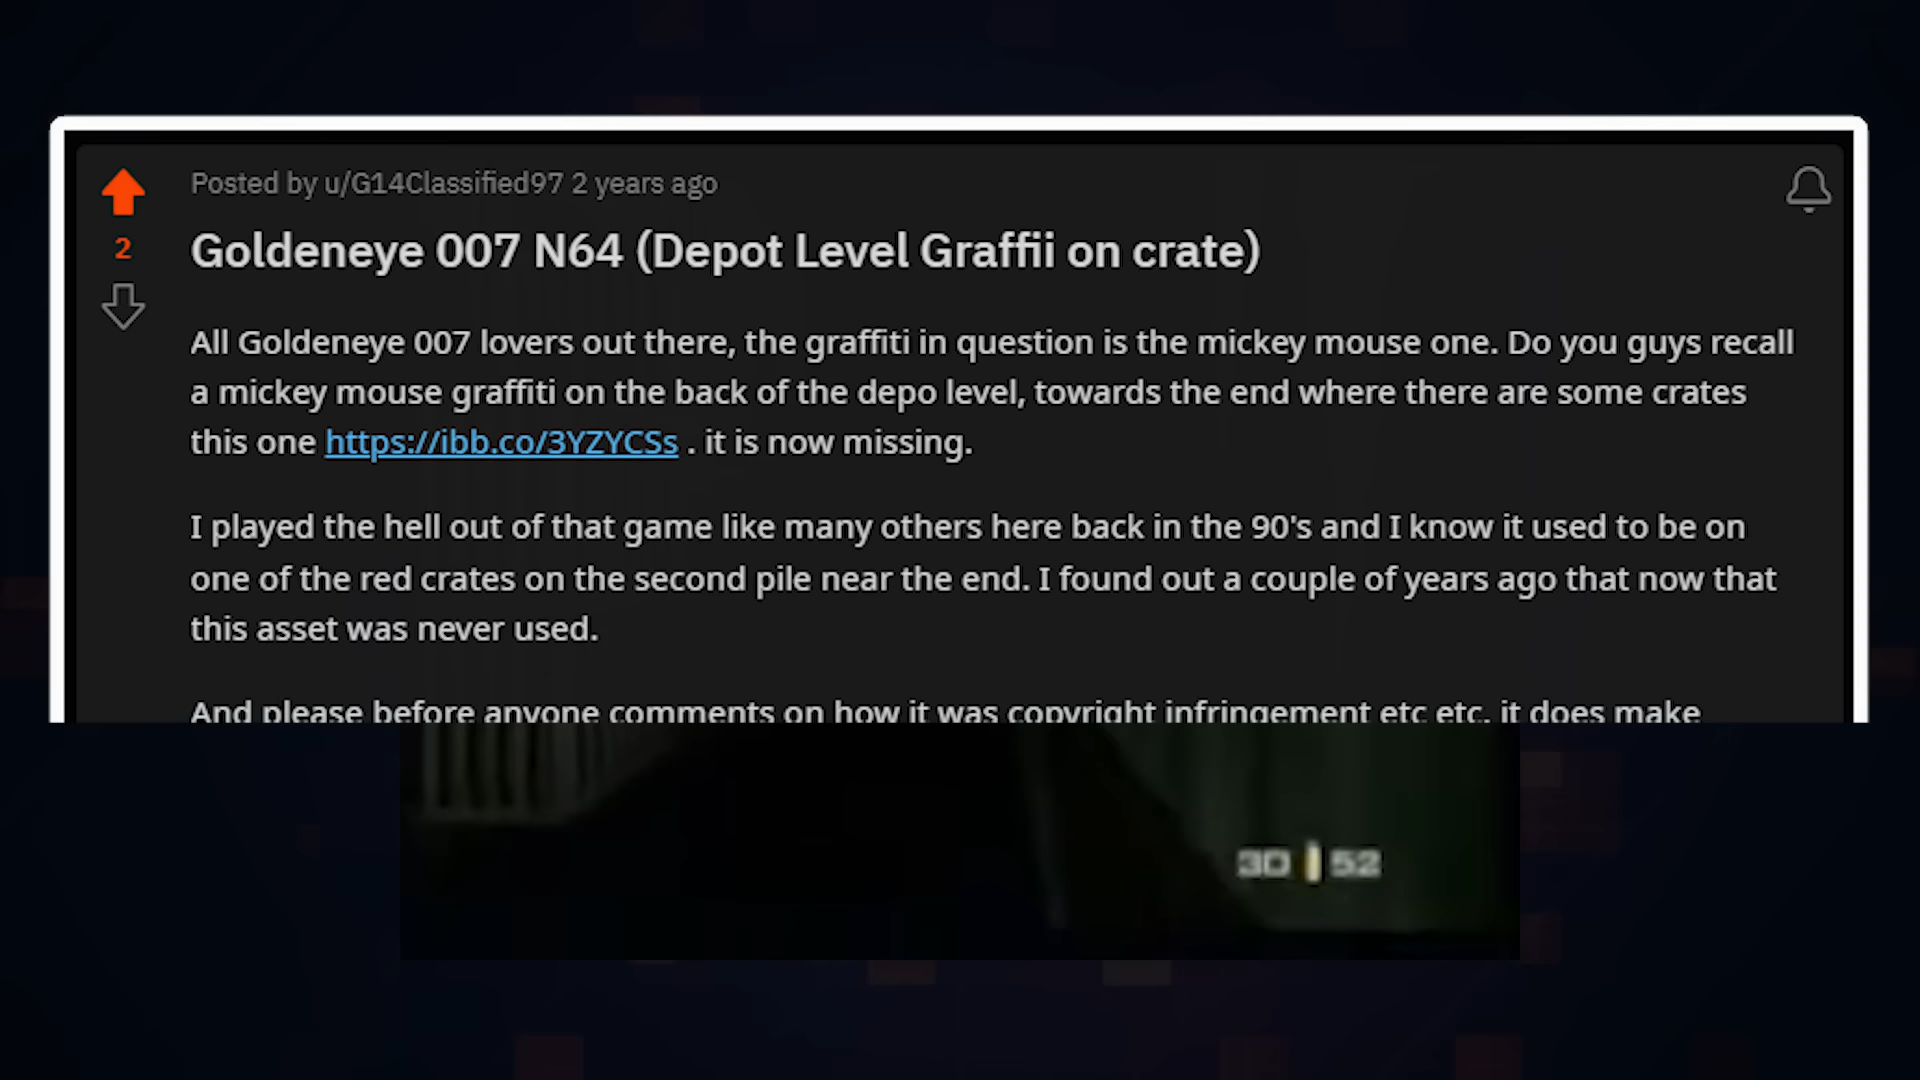 Posted by u/G14Classified97 2 years ago
2
Goldeneye 007 N64 (Depot Level Graffii on crate)
All Goldeneye 007 lovers out there, the graffiti in question is the mickey mouse one. Do you guys recall
a mickey mouse graffiti on the back of the depo level, towards the end where there are some crates
this one https://ibb.co/3YZYCSs . it is now missing.
I played the hell out of that game like many others here back in the 90's and I know it used to be on
one of the red crates on the second pile near the end. I found out a couple of years ago that now that
this asset was never used.
And please before anyone comments on how it was copyright infringement etc etc. it does make
30 52